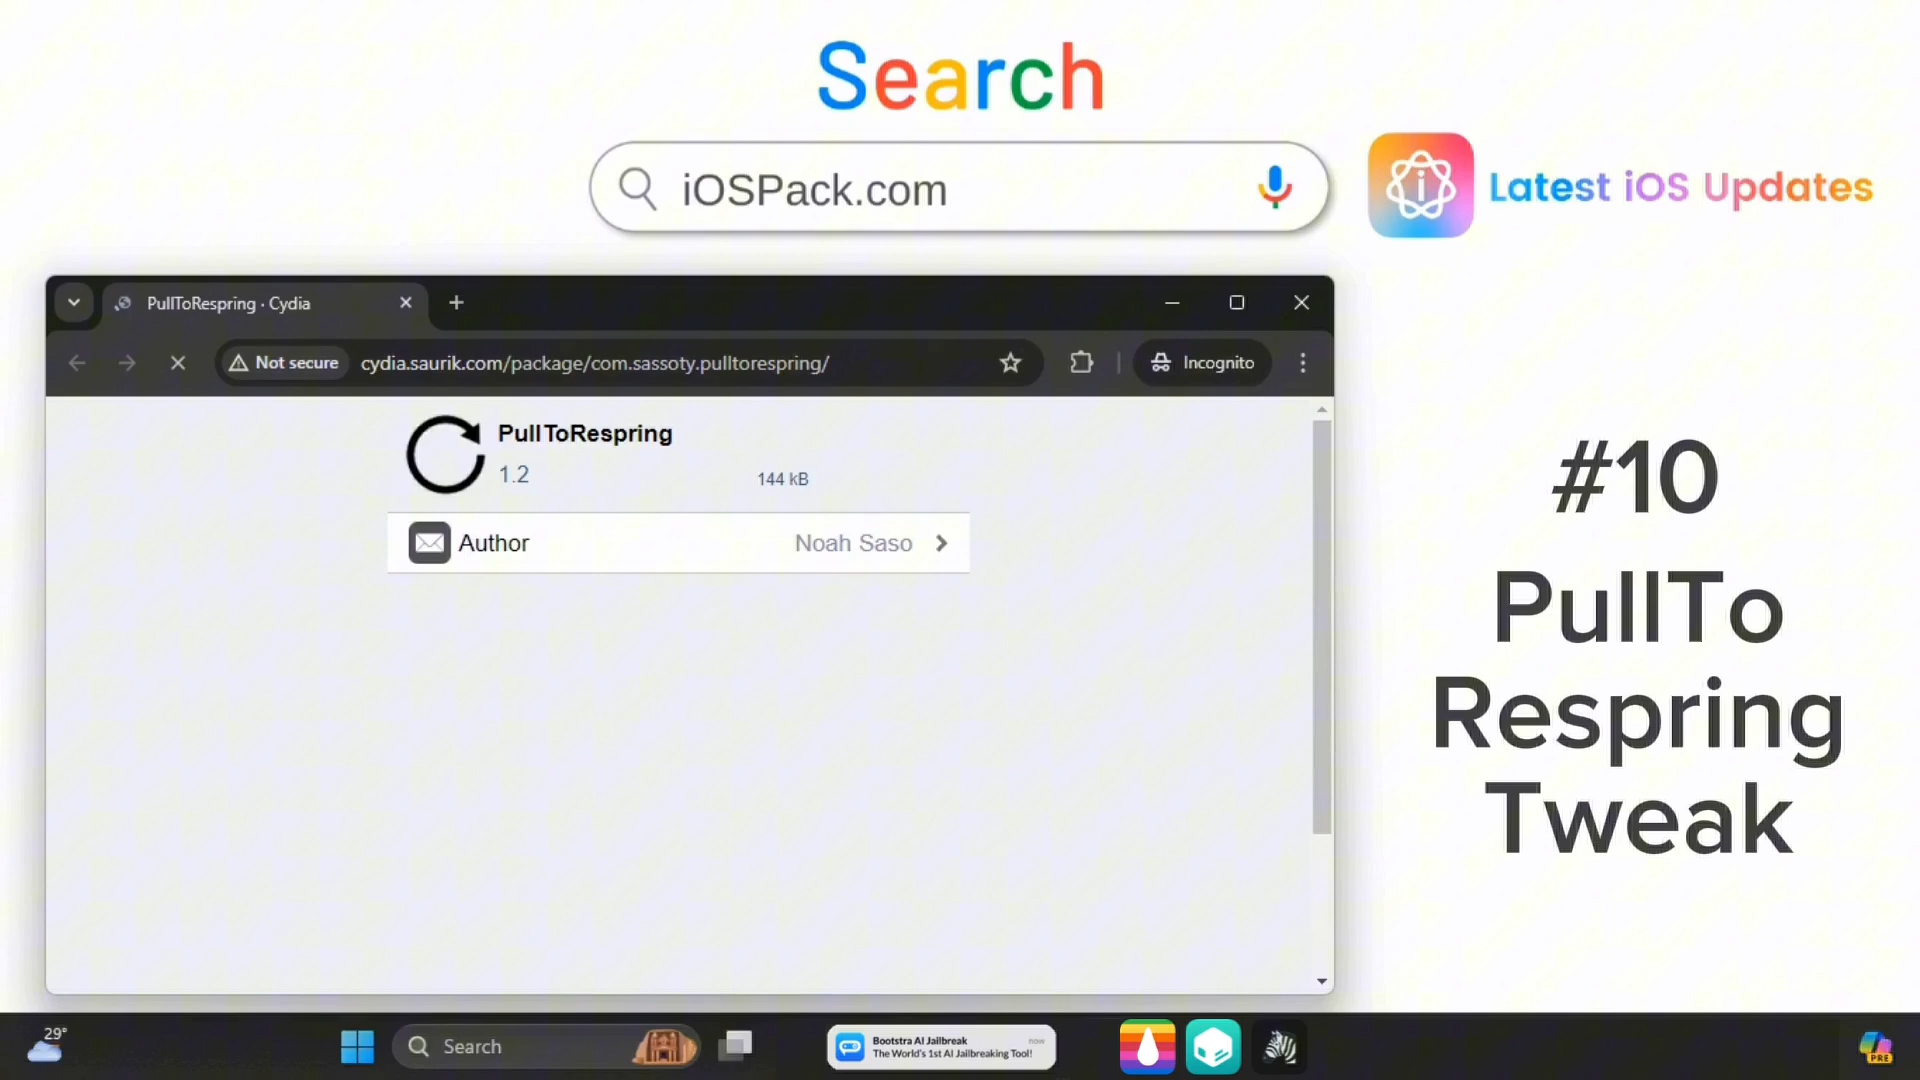 Search
iOSPack.com
Latest iOS Updates
PullToRespring · Cydia
Not secure
cydia.saurik.com/package/com.sassoty.pulltorespring/
Incognito
PullToRespring
1.2
144 kB
Author
Noah Saso
#10
PullTo
Respring
Tweak
29°
Search
Bootstra AI Jailbreak
now
The World's 1st AI Jailbreaking Tool!
PRE